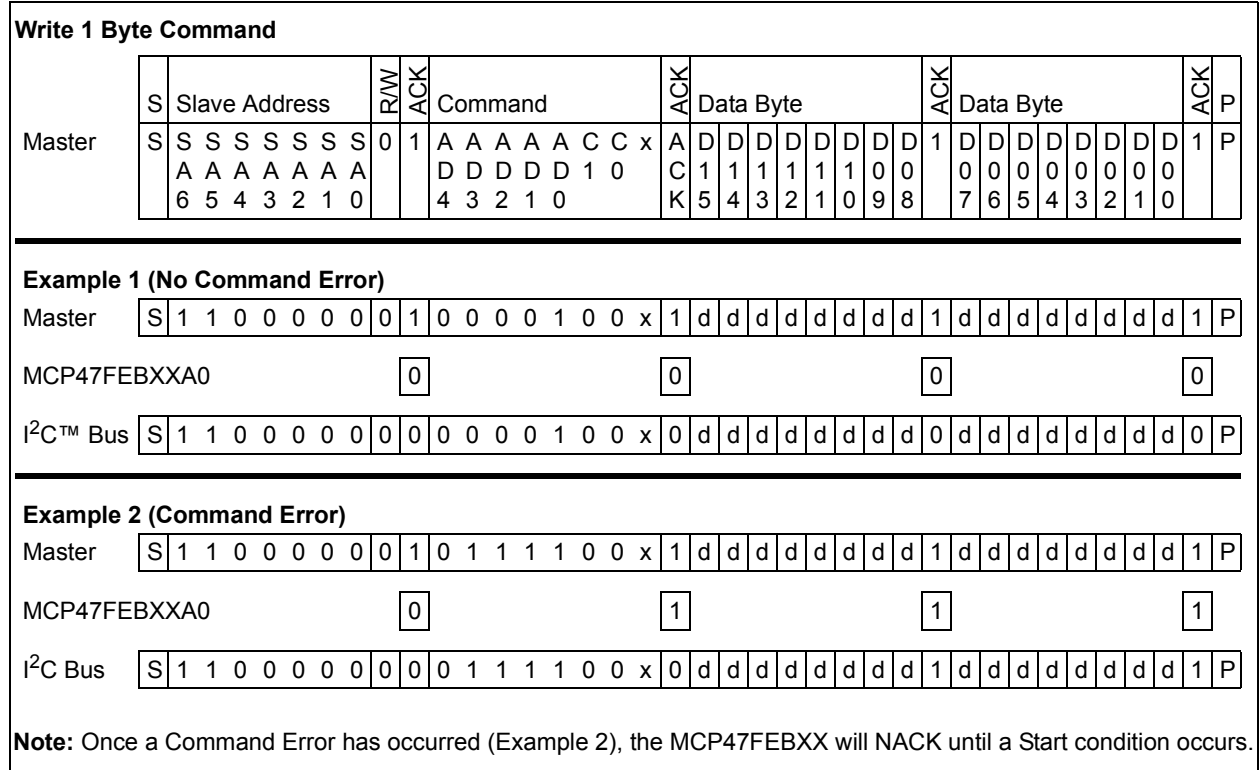 Write 1 Byte Command
S Slave Address R/W ACK Command ACK Data Byte ACK Data Byte ACK P
Master S S S S S S S S 0 1 A A A A A C C x A D D D D D D D D 1 D D D D D D D D 1 P
A A A A A A A D D D D D 1 0 C 1 1 1 1 1 1 0 0 0 0 0 0 0 0 0 0
6 5 4 3 2 1 0 4 3 2 1 0 K 5 4 3 2 1 0 9 8 7 6 5 4 3 2 1 0
Example 1 (No Command Error)
Master S 1 1 0 0 0 0 0 0 1 0 0 0 0 1 0 0 x 1 d d d d d d d d 1 d d d d d d d d 1 P
MCP47FEBXXA0 0 0 0 0
I2C™ Bus S 1 1 0 0 0 0 0 0 0 0 0 0 0 1 0 0 x 0 d d d d d d d d 0 d d d d d d d d 0 P
Example 2 (Command Error)
Master S 1 1 0 0 0 0 0 0 1 0 1 1 1 1 0 0 x 1 d d d d d d d d 1 d d d d d d d d 1 P
MCP47FEBXXA0 0 1 1 1
I2C Bus S 1 1 0 0 0 0 0 0 0 0 1 1 1 1 0 0 x 0 d d d d d d d d 1 d d d d d d d d 1 P
Note: Once a Command Error has occurred (Example 2), the MCP47FEBXX will NACK until a Start condition occurs.